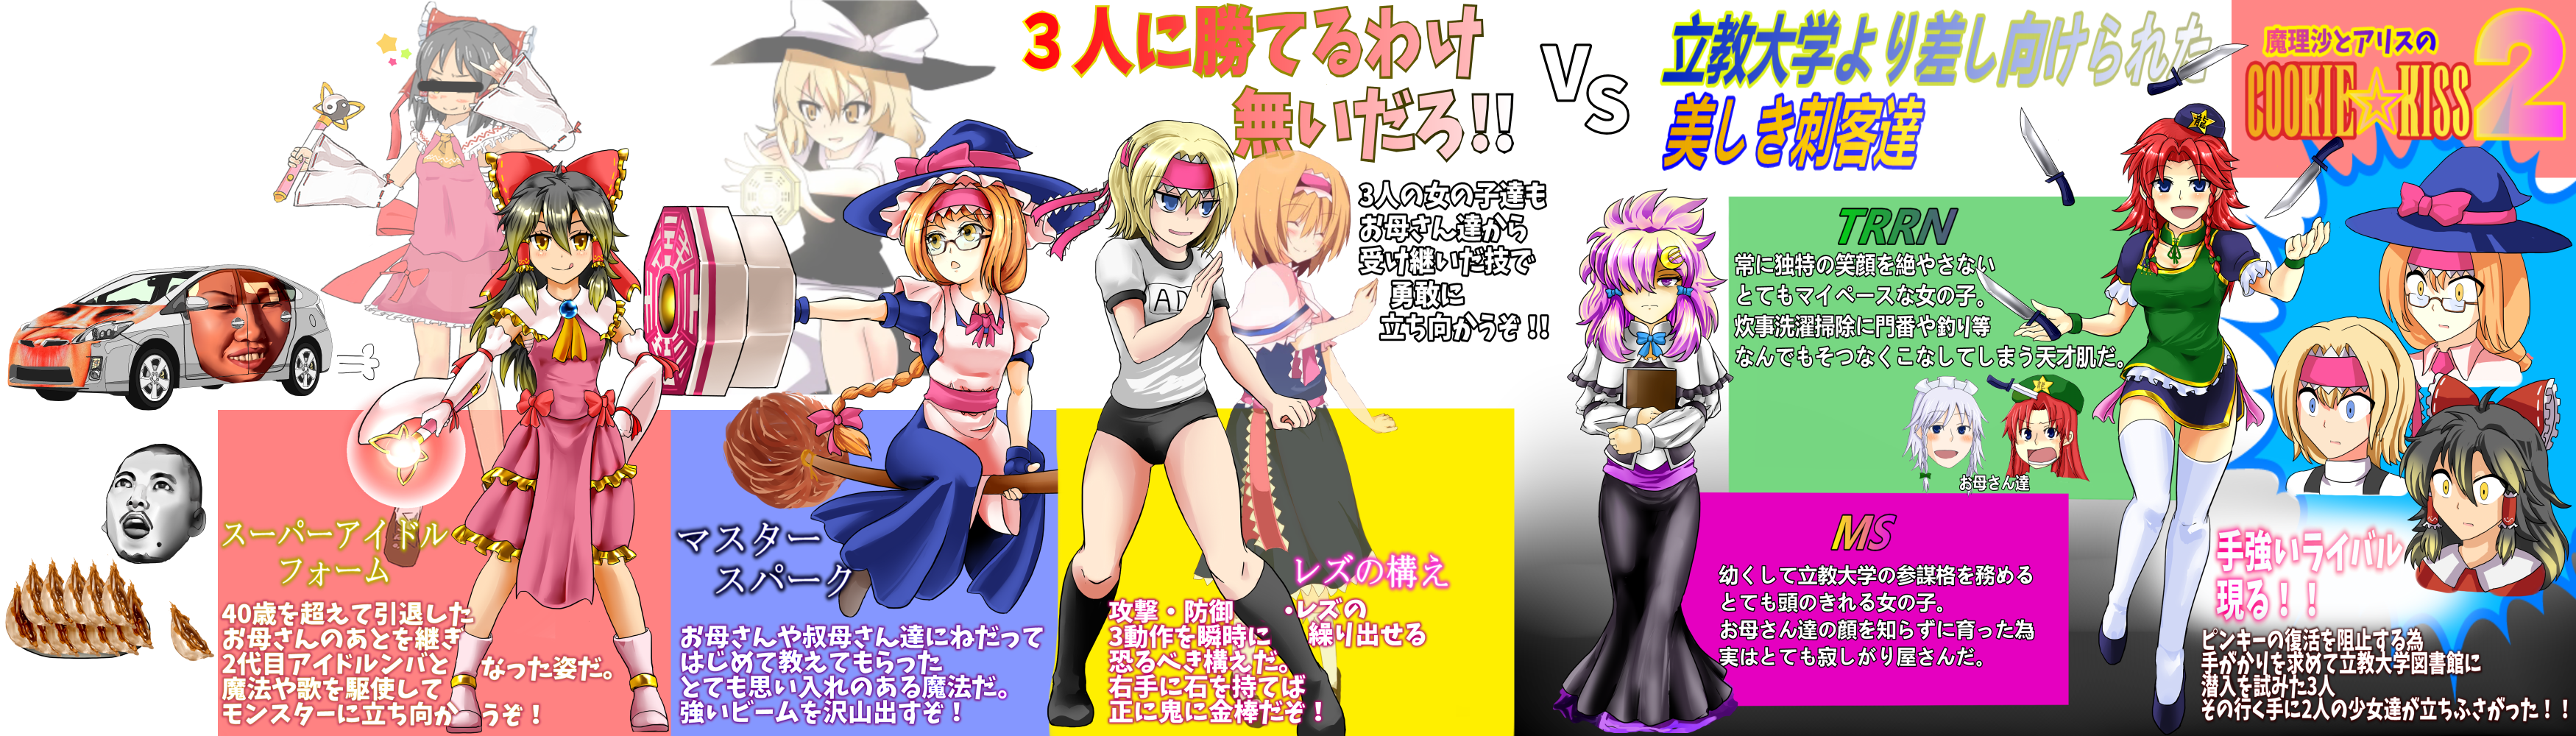 3人に勝てるわけ
無いだろ!!
3人の女の子達も
お母さん達から
受け継いだ技で
勇敢に
立ち向かうぞ!!
VS
立教大学より差し向けられた
美しき刺客達
魔理沙とアリスの
COOKIE☆KISS 2
スーパーアイドル
フォーム
40歳を超えて引退した
お母さんのあとを継ぎ
2代目アイドルンバとなった姿だ。
魔法や歌を駆使して
モンスターに立ち向かうぞ!
マスター
スパーク
お母さんや叔母さん達にねだって
はじめて教えてもらった
とても思い入れのある魔法だ。
強いビームを沢山出すぞ!
AD
レズの構え
攻撃・防御・レズの
3動作を瞬時に繰り出せる
恐るべき構えだ。
右手に石を持てば
正に鬼に金棒だぞ!
TRRN
常に独特の笑顔を絶やさない
とてもマイペースな女の子。
炊事洗濯掃除に門番や釣り等
なんでもそつなくこなしてしまう天才肌だ。
お母さん達
MS
幼くして立教大学の参謀格を務める
とても頭のきれる女の子。
お母さん達の顔を知らずに育った為
実はとても寂しがり屋さんだ。
手強いライバル
現る!!
ピンキーの復活を阻止する為
手がかりを求めて立教大学図書館に
潜入を試みた3人
その行く手に2人の少女達が立ちふさがった!!